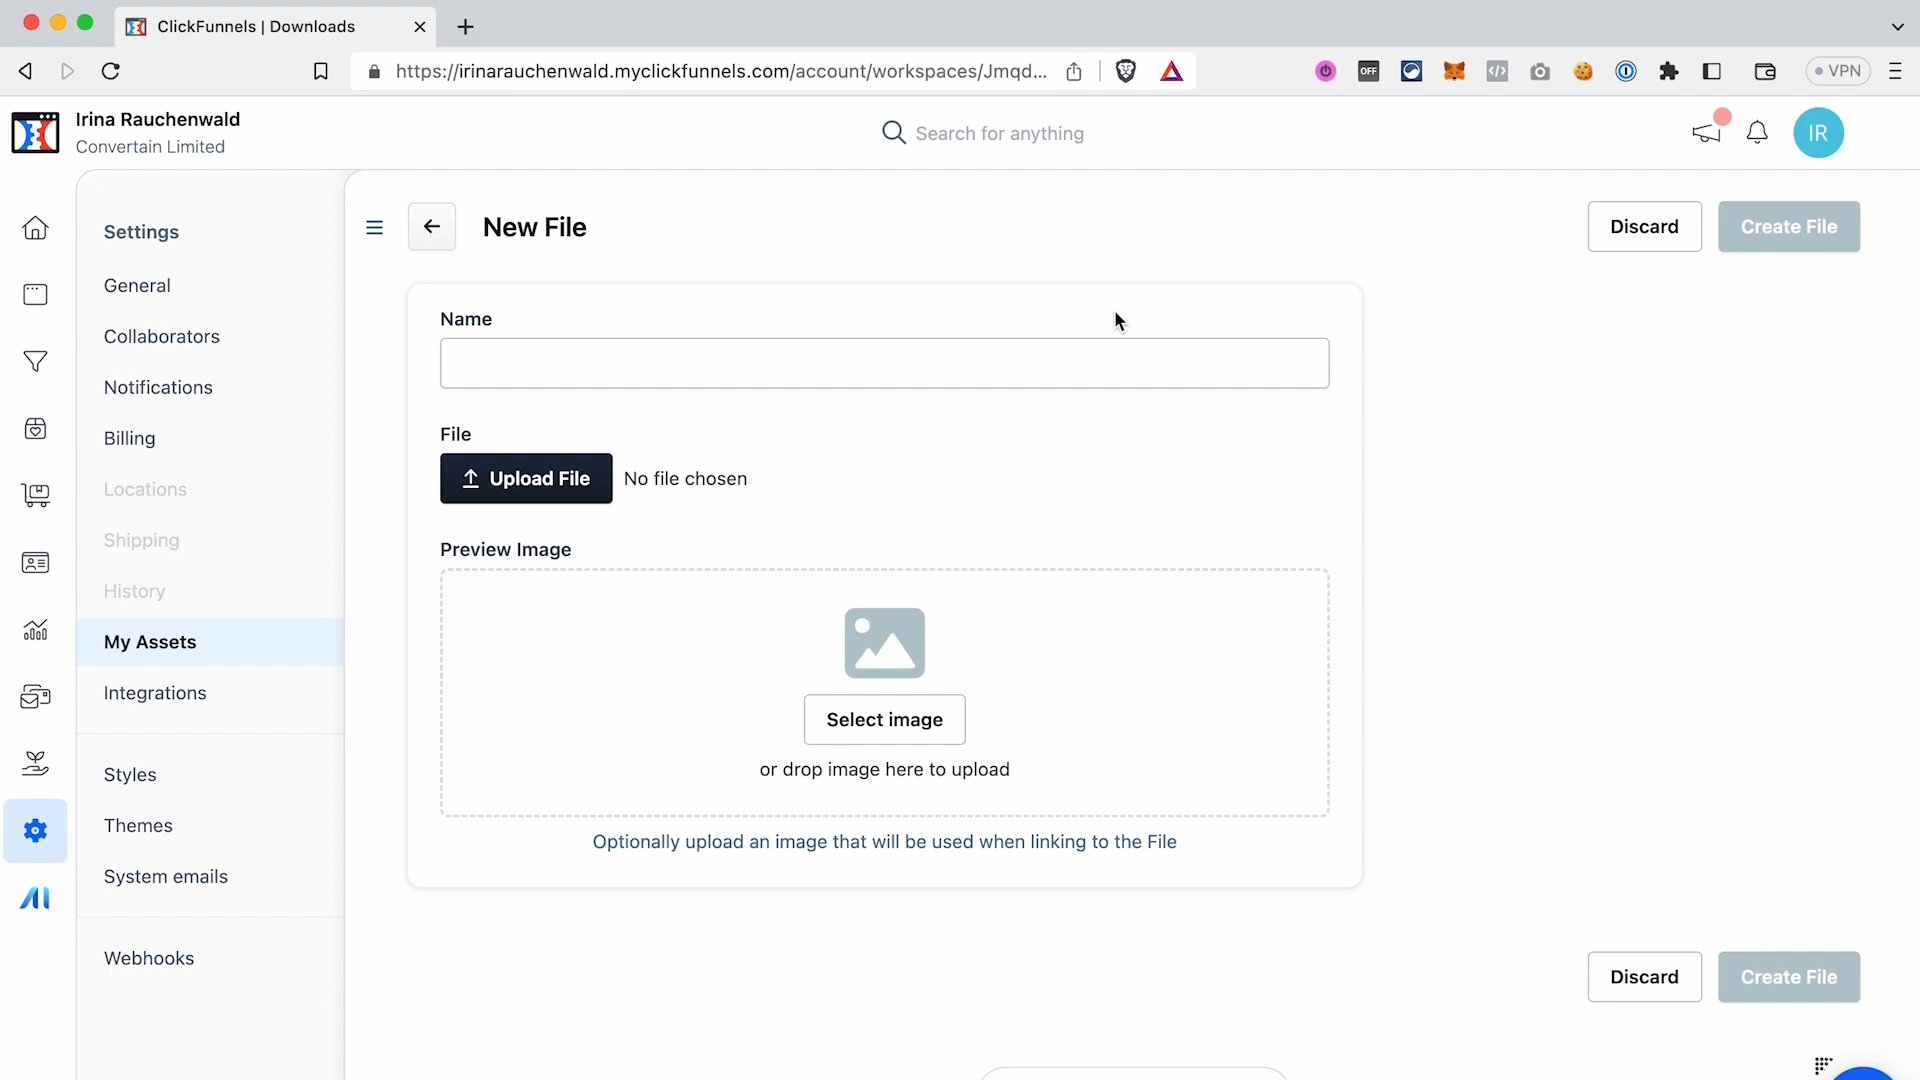 ClickFunnels | Downloads
https://irinarauchenwald.myclickfunnels.com/account/workspaces/Jmqd...
OFF
VPN
Irina Rauchenwald
Convertain Limited
Search for anything
IR
Settings
General
Collaborators
Notifications
Billing
Locations
Shipping
History
My Assets
Integrations
Styles
Themes
System emails
Webhooks
New File
Discard
Create File
Name
File
Upload File
No file chosen
Preview Image
Select image
or drop image here to upload
Optionally upload an image that will be used when linking to the File
Discard
Create File